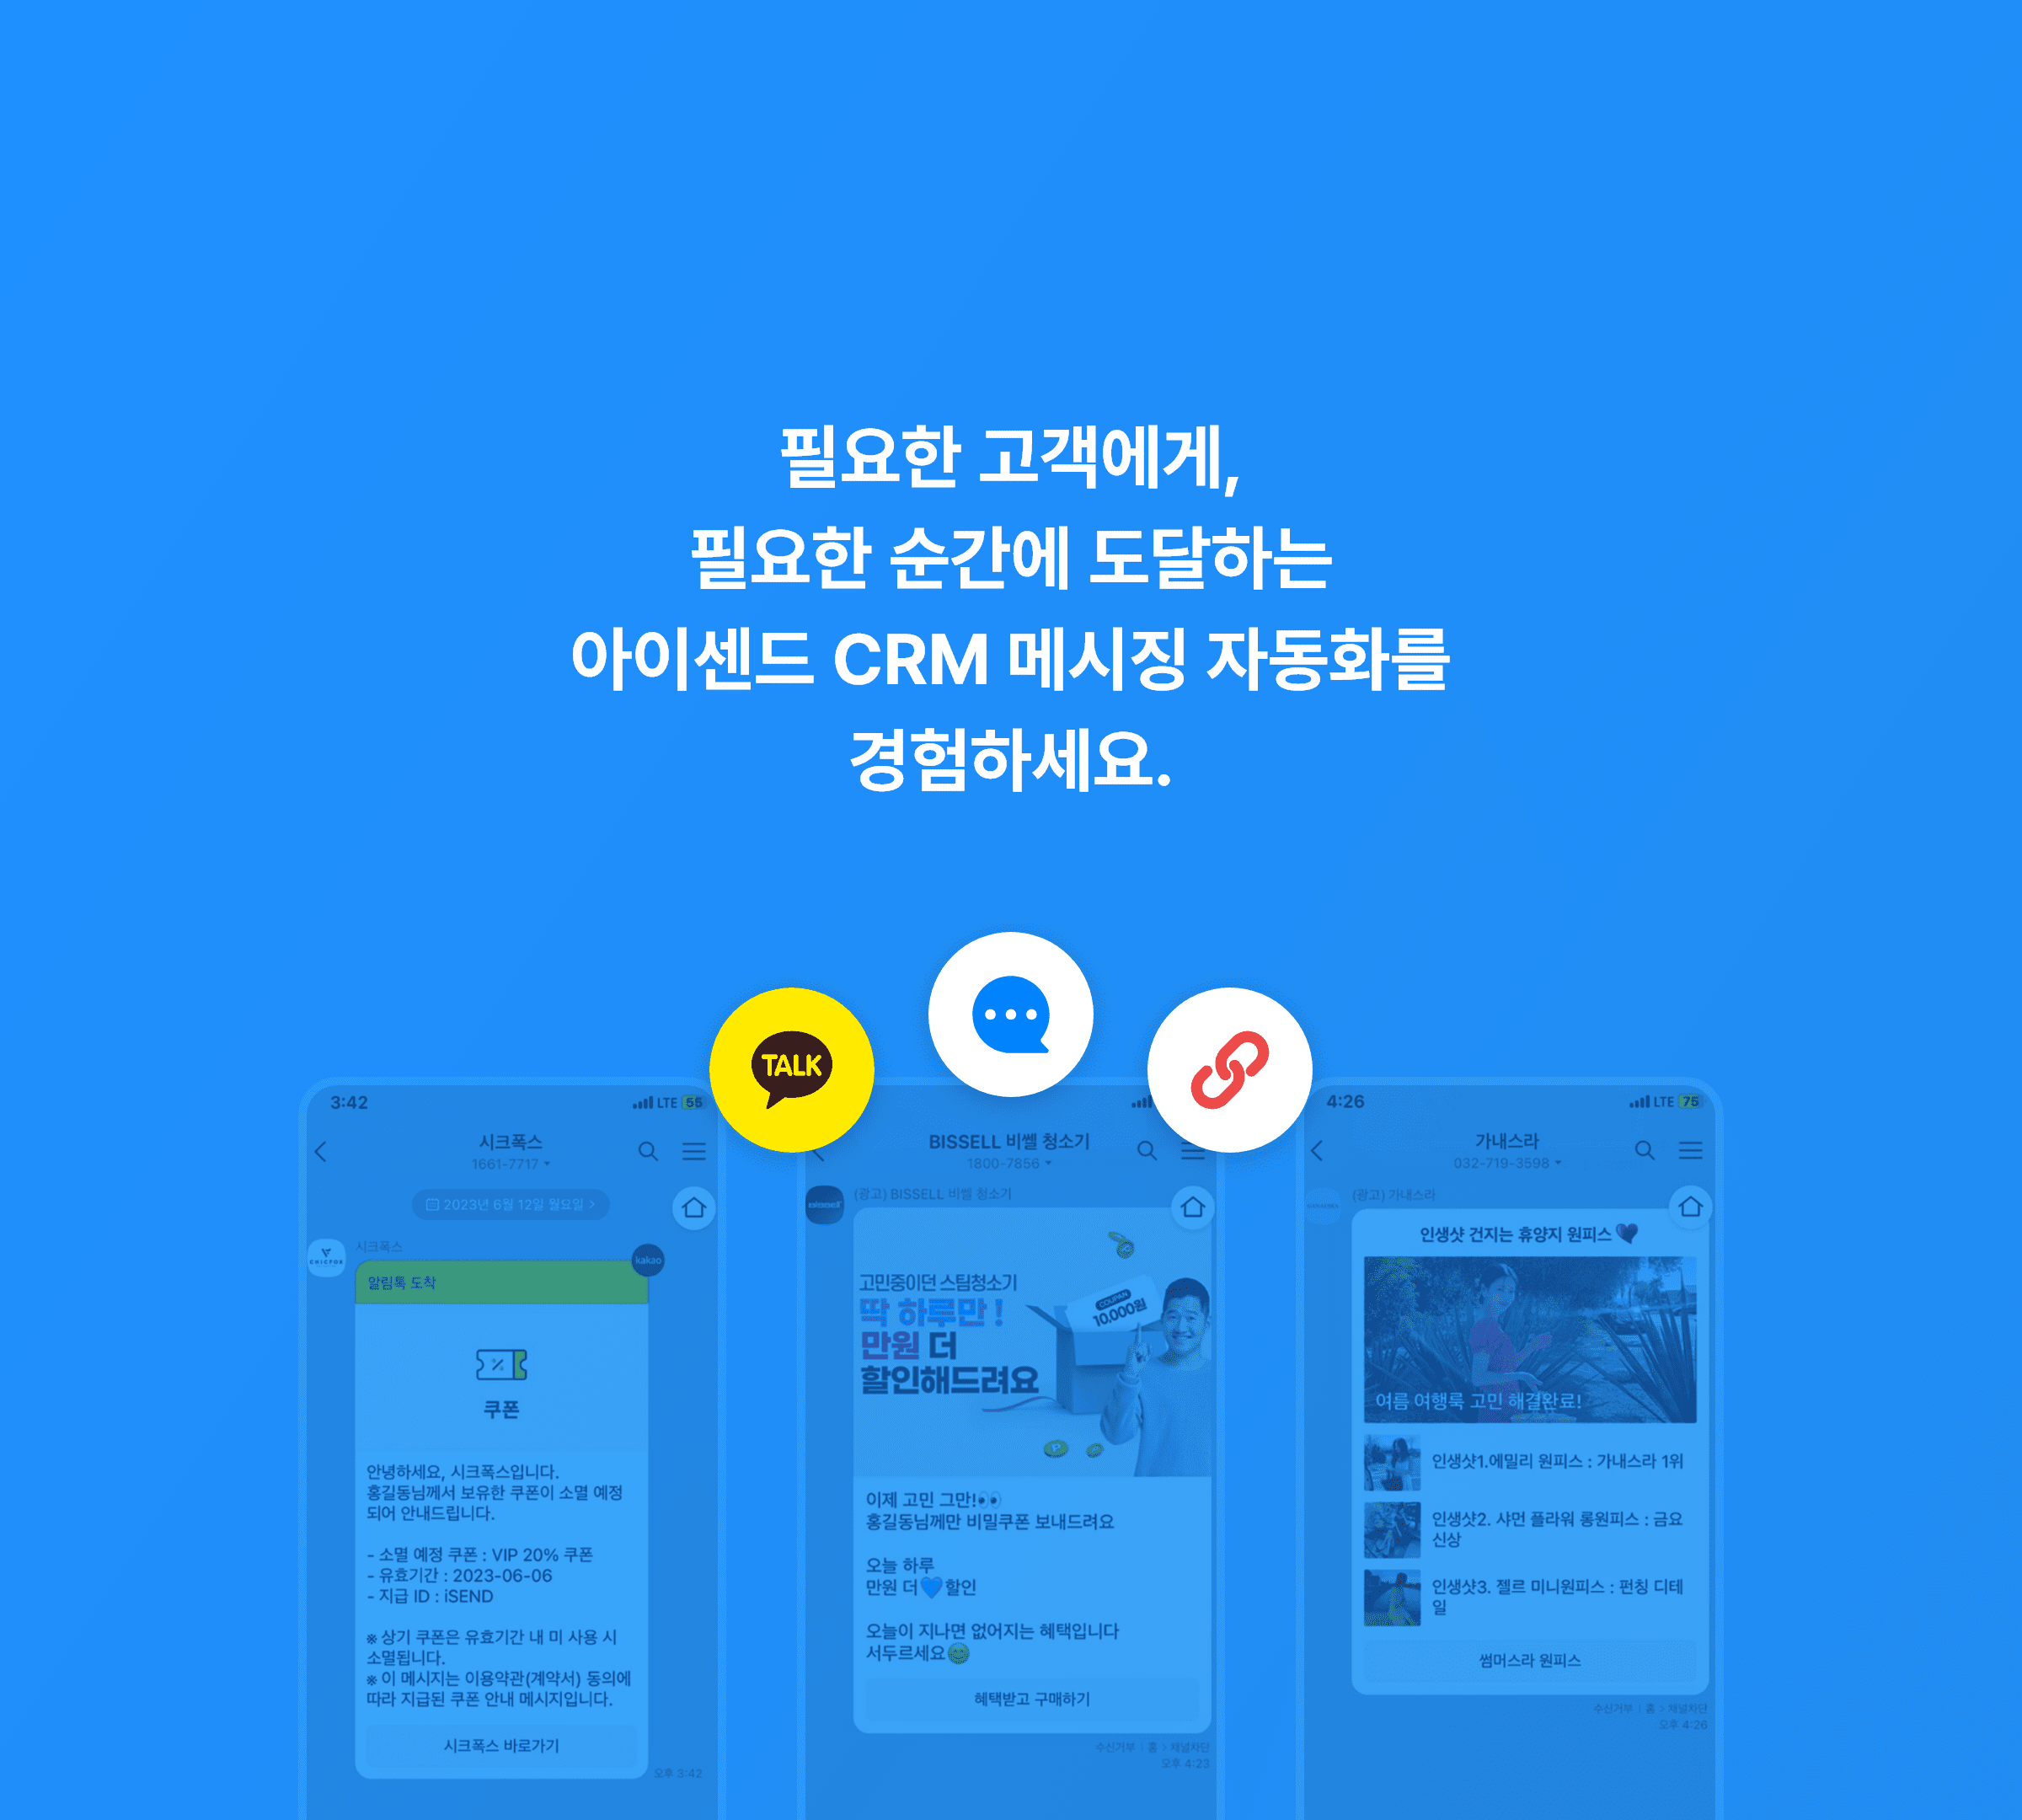 필요한 고객에게,
필요한 순간에 도달하는
아이센드 CRM 메시징 자동화를
경험하세요.
TALK
3:42
LTE 55
시크폭스
1661-7717
2023년 6월 12일 월요일
시크폭스
CHICFOX
kakao
알림톡 도착
쿠폰
안녕하세요, 시크폭스입니다.
홍길동님께서 보유한 쿠폰이 소멸 예정
되어 안내드립니다.
- 소멸 예정 쿠폰 : VIP 20% 쿠폰
- 유효기간 : 2023-06-06
- 지급 ID : iSEND
※ 상기 쿠폰은 유효기간 내 미 사용 시
소멸됩니다.
※ 이 메시지는 이용약관(계약서) 동의에
따라 지급된 쿠폰 안내 메시지입니다.
시크폭스 바로가기
오후 3:42
BISSELL 비쎌 청소기
1800-7856
BISSELL
(광고) BISSELL 비쎌 청소기
고민중이던 스팀청소기
딱 하루만 !
만원 더
할인해드려요
COUPAN
10,000원
이제 고민 그만!👀
홍길동님께만 비밀쿠폰 보내드려요
오늘 하루
만원 더💙할인
오늘이 지나면 없어지는 혜택입니다
서두르세요😊
혜택받고 구매하기
수신거부 | 홈 > 채널차단
오후 4:23
4:26
LTE 75
가내스라
032-719-3598
(광고) 가내스라
인생샷 건지는 휴양지 원피스🖤
여름 여행룩 고민 해결완료!
인생샷1.에밀리 원피스 : 가내스라 1위
인생샷2. 샤먼 플라워 롱원피스 : 금요
신상
인생샷3. 젤르 미니원피스 : 펀칭 디테
일
썸머스라 원피스
수신거부 | 홈 > 채널차단
오후 4:26